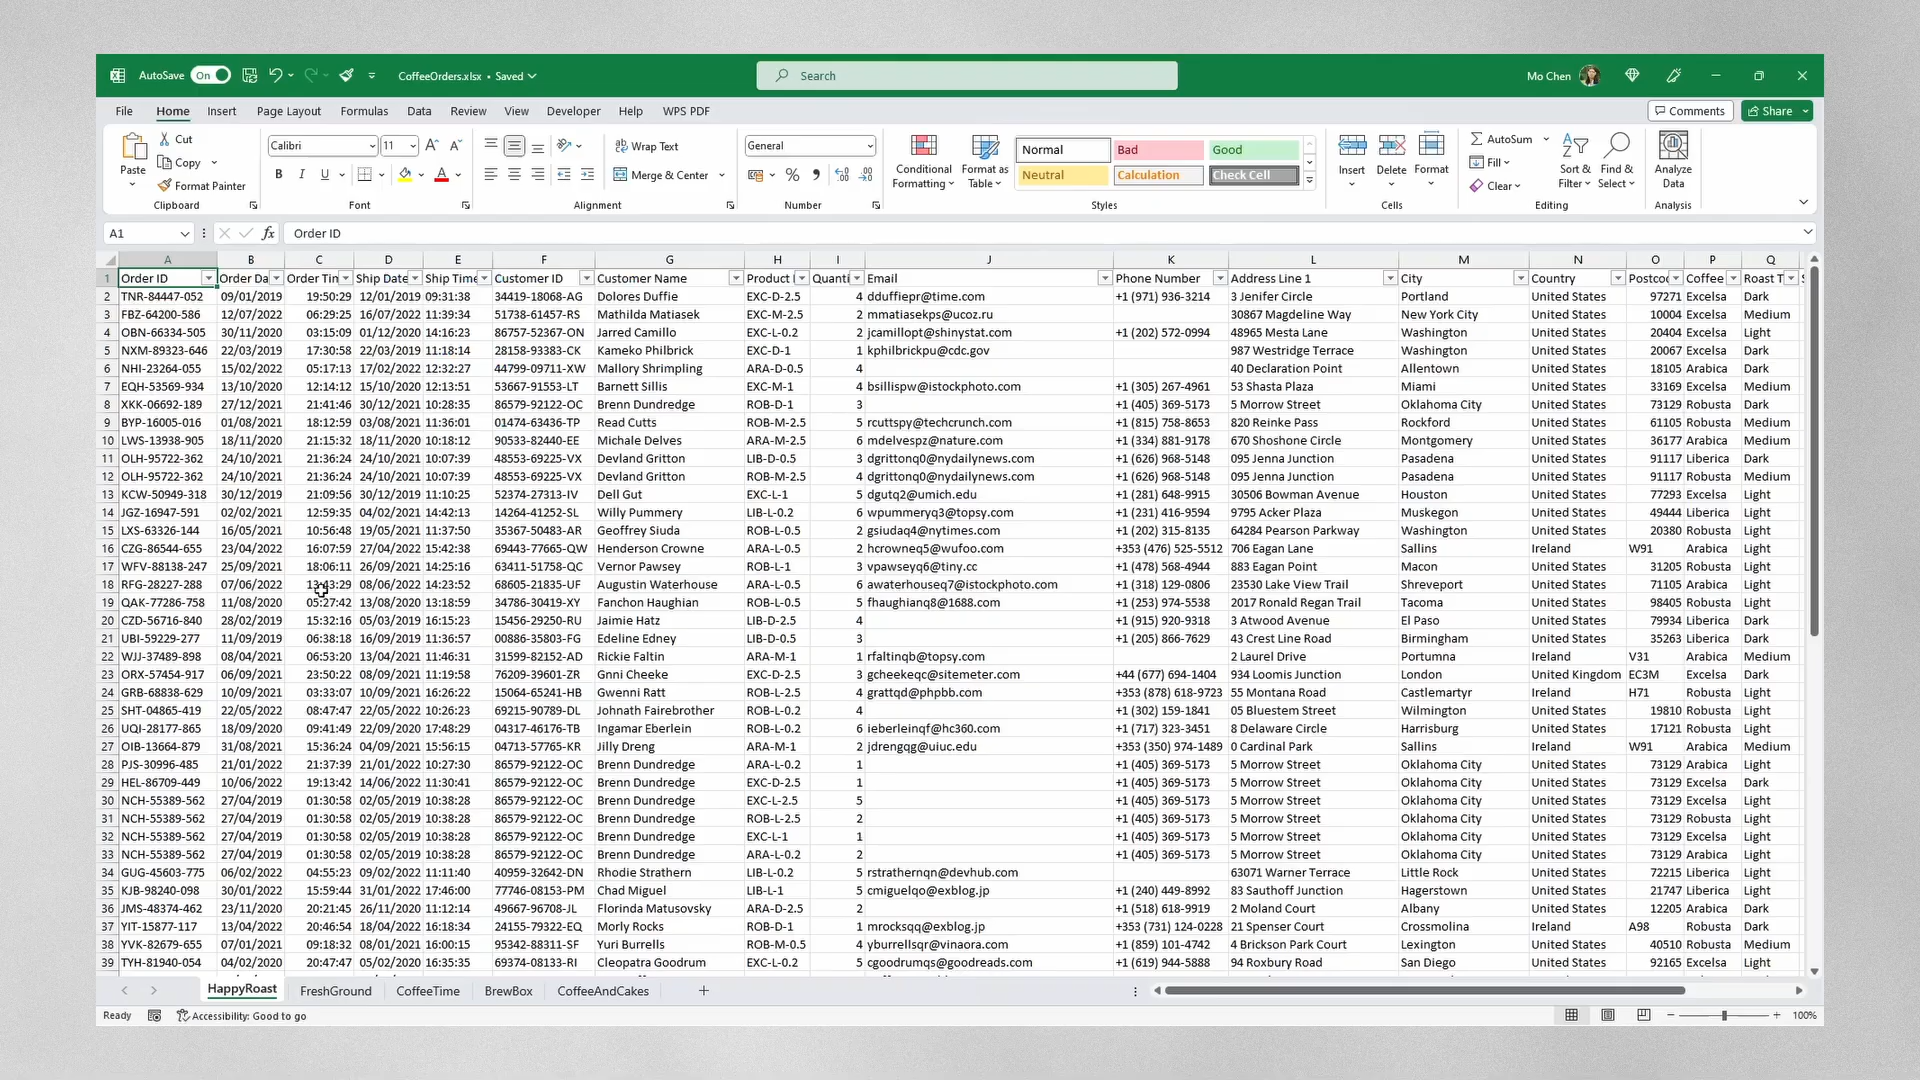 AutoSave On CoffeeOrders.xlsx • Saved Search Mo Chen
File Home Insert Page Layout Formulas Data Review View Developer Help WPS PDF Comments Share
Paste Cut Copy Format Painter Clipboard
Calibri 11 A A B I U A Font
Wrap Text Merge & Center Alignment
General % Number
Conditional Formatting Format as Table Normal Bad Good Neutral Calculation Check Cell Styles
Insert Delete Format Cells
AutoSum Fill Clear Sort & Filter Find & Select Editing
Analyze Data Analysis
A1 fx Order ID
A B C D E F G H I J K L M N O P Q
1 Order ID Order Da Order Tin Ship Date Ship Time Customer ID Customer Name Product Quanti Email Phone Number Address Line 1 City Country Postco Coffee Roast T
2 TNR-84447-052 09/01/2019 19:50:29 12/01/2019 09:31:38 34419-18068-AG Dolores Duffie EXC-D-2.5 4 dduffiepr@time.com +1 (971) 936-3214 3 Jenifer Circle Portland United States 97271 Excelsa Dark
3 FBZ-64200-586 12/07/2022 06:29:25 16/07/2022 11:39:34 51738-61457-RS Mathilda Matiasek EXC-M-2.5 2 mmatiasekps@ucoz.ru 30867 Magdeline Way New York City United States 10004 Excelsa Medium
4 OBN-66334-505 30/11/2020 03:15:09 01/12/2020 14:16:23 86757-52367-ON Jarred Camillo EXC-L-0.2 2 jcamillopt@shinystat.com +1 (202) 572-0994 48965 Mesta Lane Washington United States 20404 Excelsa Light
5 NXM-89323-646 22/03/2019 17:30:58 22/03/2019 11:18:14 28158-93383-CK Kameko Philbrick EXC-D-1 1 kphilbrickpu@cdc.gov 987 Westridge Terrace Washington United States 20067 Excelsa Dark
6 NHI-23264-055 15/02/2022 05:17:13 17/02/2022 12:32:27 44799-09711-XW Mallory Shrimpling ARA-D-0.5 4 40 Declaration Point Allentown United States 18105 Arabica Dark
7 EQH-53569-934 13/10/2020 12:14:12 15/10/2020 12:13:51 53667-91553-LT Barnett Sillis EXC-M-1 4 bsillispw@istockphoto.com +1 (305) 267-4961 53 Shasta Plaza Miami United States 33169 Excelsa Medium
8 XKK-06692-189 27/12/2021 21:41:46 30/12/2021 10:28:35 86579-92122-OC Brenn Dundredge ROB-D-1 3 +1 (405) 369-5173 5 Morrow Street Oklahoma City United States 73129 Robusta Dark
9 BYP-16005-016 01/08/2021 18:12:59 03/08/2021 11:36:01 01474-63436-TP Read Cutts ROB-M-2.5 5 rcuttspy@techcrunch.com +1 (815) 758-8653 820 Reinke Pass Rockford United States 61105 Robusta Medium
10 LWS-13938-905 18/11/2020 21:15:32 18/11/2020 10:18:12 90533-82440-EE Michale Delves ARA-M-2.5 6 mdelvespz@nature.com +1 (334) 881-9178 670 Shoshone Circle Montgomery United States 36177 Arabica Medium
11 OLH-95722-362 24/10/2021 21:36:24 24/10/2021 10:07:39 48553-69225-VX Devland Gritton LIB-D-0.5 3 dgrittonq0@nydailynews.com +1 (626) 968-5148 095 Jenna Junction Pasadena United States 91117 Liberica Dark
12 OLH-95722-362 24/10/2021 21:36:24 24/10/2021 10:07:39 48553-69225-VX Devland Gritton ROB-M-2.5 4 dgrittonq0@nydailynews.com +1 (626) 968-5148 095 Jenna Junction Pasadena United States 91117 Robusta Medium
13 KCW-50949-318 30/12/2019 21:09:56 30/12/2019 11:10:25 52374-27313-IV Dell Gut EXC-L-1 5 dgutq2@umich.edu +1 (281) 648-9915 30506 Bowman Avenue Houston United States 77293 Excelsa Light
14 JGZ-16947-591 02/02/2021 12:59:35 04/02/2021 14:42:13 14264-41252-SL Willy Pummery LIB-L-0.2 6 wpummeryq3@topsy.com +1 (231) 416-9594 9795 Acker Plaza Muskegon United States 49444 Liberica Light
15 LXS-63326-144 16/05/2021 10:56:48 19/05/2021 11:37:50 35367-50483-AR Geoffrey Siuda ROB-L-0.5 2 gsiudaq4@nytimes.com +1 (202) 315-8135 64284 Pearson Parkway Washington United States 20380 Robusta Light
16 CZG-86544-655 23/04/2022 16:07:59 27/04/2022 15:42:38 69443-77665-QW Henderson Crowne ARA-L-0.5 2 hcrowneq5@wufoo.com +353 (476) 525-5512 706 Eagan Lane Sallins Ireland W91 Arabica Light
17 WFV-88138-247 25/09/2021 18:06:11 26/09/2021 14:25:16 63411-51758-QC Vernor Pawsey ROB-L-1 3 vpawseyq6@tiny.cc +1 (478) 568-4944 883 Eagan Point Macon United States 31205 Robusta Light
18 RFG-28227-288 07/06/2022 13:43:29 08/06/2022 14:23:52 68605-21835-UF Augustin Waterhouse ARA-L-0.5 6 awaterhouseq7@istockphoto.com +1 (318) 129-0806 23530 Lake View Trail Shreveport United States 71105 Arabica Light
19 QAK-77286-758 11/08/2020 05:27:42 13/08/2020 13:18:59 34786-30419-XY Fanchon Haughian ROB-L-0.5 5 fhaughianq8@1688.com +1 (253) 974-5538 2017 Ronald Regan Trail Tacoma United States 98405 Robusta Light
20 CZD-56716-840 28/02/2019 15:32:16 05/03/2019 16:15:23 15456-29250-RU Jaimie Hatz LIB-D-2.5 4 +1 (915) 920-9318 3 Atwood Avenue El Paso United States 79934 Liberica Dark
21 UBI-59229-277 11/09/2019 06:38:18 16/09/2019 11:36:57 00886-35803-FG Edeline Edney LIB-D-0.5 3 +1 (205) 866-7629 43 Crest Line Road Birmingham United States 35263 Liberica Dark
22 WJJ-37489-898 08/04/2021 06:53:20 13/04/2021 11:46:31 31599-82152-AD Rickie Faltin ARA-M-1 1 rfaltinqb@topsy.com 2 Laurel Drive Portumna Ireland V31 Arabica Medium
23 ORX-57454-917 06/09/2021 23:50:22 08/09/2021 11:19:58 76209-39601-ZR Gnni Cheeke EXC-D-2.5 3 gcheekeqc@sitemeter.com +44 (677) 694-1404 934 Loomis Junction London United Kingdom EC3M Excelsa Dark
24 GRB-68838-629 10/09/2021 03:33:07 10/09/2021 16:26:22 15064-65241-HB Gwenni Ratt ROB-L-2.5 4 grattqd@phpbb.com +353 (878) 618-9723 55 Montana Road Castlemartyr Ireland H71 Robusta Light
25 SHT-04865-419 22/05/2021 08:47:47 22/05/2021 10:26:23 69215-90789-DL Johnath Fairebrother ROB-L-0.2 4 +1 (302) 159-1841 05 Bluestem Street Wilmington United States 19810 Robusta Light
26 UQI-28177-865 18/09/2020 09:41:49 22/09/2020 17:48:29 04317-46176-TB Ingamar Eberlein ROB-L-0.2 6 ieberleinqf@hc360.com +1 (717) 323-3451 8 Delaware Circle Harrisburg United States 17121 Robusta Light
27 OIB-13664-879 31/08/2021 15:36:24 04/09/2021 15:56:15 04713-57765-KR Jilly Dreng ARA-M-1 2 jdrengqg@uiuc.edu +353 (350) 974-1489 0 Cardinal Park Sallins Ireland W91 Arabica Medium
28 PJS-30996-485 21/01/2022 21:37:39 21/01/2022 10:27:30 86579-92122-OC Brenn Dundredge ARA-L-0.2 1 +1 (405) 369-5173 5 Morrow Street Oklahoma City United States 73129 Arabica Light
29 HEL-86709-449 10/06/2022 19:13:42 14/06/2022 11:30:41 86579-92122-OC Brenn Dundredge EXC-D-2.5 1 +1 (405) 369-5173 5 Morrow Street Oklahoma City United States 73129 Excelsa Dark
30 NCH-55389-562 27/04/2019 01:30:58 02/05/2019 10:38:28 86579-92122-OC Brenn Dundredge EXC-L-2.5 5 +1 (405) 369-5173 5 Morrow Street Oklahoma City United States 73129 Excelsa Light
31 NCH-55389-562 27/04/2019 01:30:58 02/05/2019 10:38:28 86579-92122-OC Brenn Dundredge ROB-L-2.5 2 +1 (405) 369-5173 5 Morrow Street Oklahoma City United States 73129 Robusta Light
32 NCH-55389-562 27/04/2019 01:30:58 02/05/2019 10:38:28 86579-92122-OC Brenn Dundredge EXC-L-1 1 +1 (405) 369-5173 5 Morrow Street Oklahoma City United States 73129 Excelsa Light
33 NCH-55389-562 27/04/2019 01:30:58 02/05/2019 10:38:28 86579-92122-OC Brenn Dundredge ARA-L-0.2 2 +1 (405) 369-5173 5 Morrow Street Oklahoma City United States 73129 Arabica Light
34 GUG-45603-775 06/02/2022 04:55:23 09/02/2022 11:11:40 40959-32642-DN Rhodie Strathern LIB-L-0.2 5 rstrathernqn@devhub.com 63071 Warner Terrace Little Rock United States 72215 Liberica Light
35 KJB-98240-098 30/01/2022 15:59:44 31/01/2022 17:46:00 77746-08153-PM Chad Miguel LIB-L-1 5 cmiguelqo@exblog.jp +1 (240) 449-8992 83 Sauthoff Junction Hagerstown United States 21747 Liberica Light
36 JMS-48374-462 23/11/2020 20:21:45 26/11/2020 11:12:14 49667-96708-JL Florinda Matusovsky ARA-D-2.5 2 +1 (518) 618-9919 2 Moland Court Albany United States 12205 Arabica Dark
37 YIT-15877-117 13/04/2022 20:46:54 18/04/2022 16:18:34 24155-79322-EQ Morly Rocks ROB-D-1 1 mrocksqq@exblog.jp +353 (731) 124-0228 21 Spenser Court Crossmolina Ireland A98 Robusta Dark
38 YVK-82679-655 07/01/2021 09:18:32 08/01/2021 16:00:15 95342-88311-SF Yuri Burrells ROB-M-0.5 4 yburrellsqr@vinaora.com +1 (859) 101-4742 4 Brickson Park Court Lexington United States 40510 Robusta Medium
39 TYH-81940-054 04/02/2020 20:47:47 05/02/2020 16:35:35 69374-08133-RI Cleopatra Goodrum EXC-L-0.2 5 cgoodrumqs@goodreads.com +1 (619) 944-5888 94 Roxbury Road San Diego United States 92165 Excelsa Light
HappyRoast FreshGround CoffeeTime BrewBox CoffeeAndCakes
Ready Accessibility: Good to go 100%